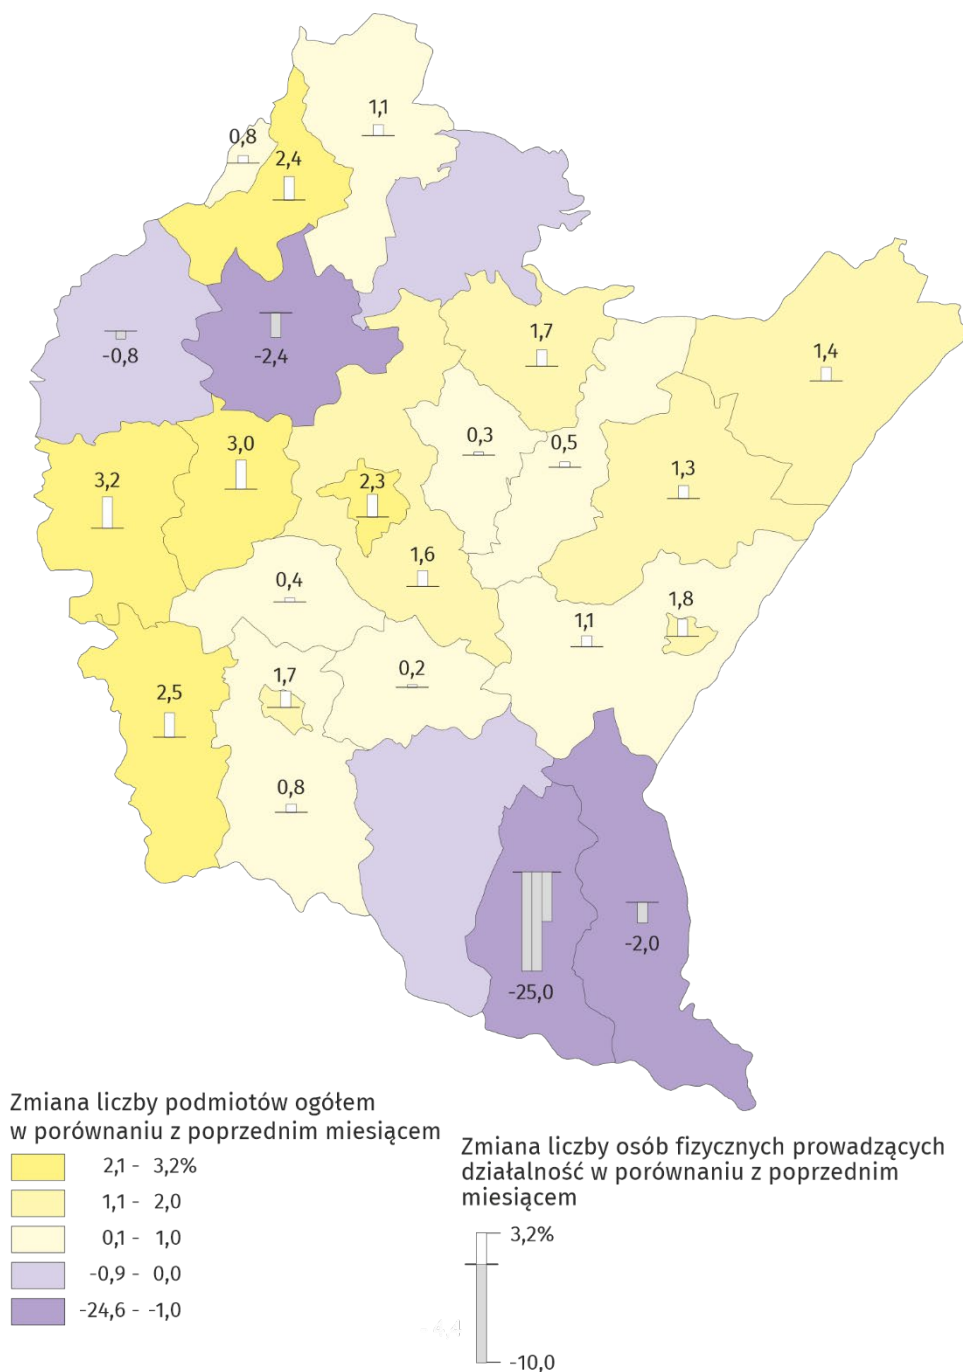 1,1
0,8
2,4
-0,8
-2,4
1,7
1,4
0,3
0,5
3,2
3,0
2,3
1,3
1,6
0,4
1,8
1,1
0,2
1,7
2,5
0,8
-25,0
-2,0
Zmiana liczby podmiotów ogółem
w porównaniu z poprzednim miesiącem
2,1 - 3,2%
1,1 - 2,0
0,1 - 1,0
-0,9 - 0,0
-24,6 - -1,0
Zmiana liczby osób fizycznych prowadzących
działalność w porównaniu z poprzednim
miesiącem
3,2%
-4,4
-10,0